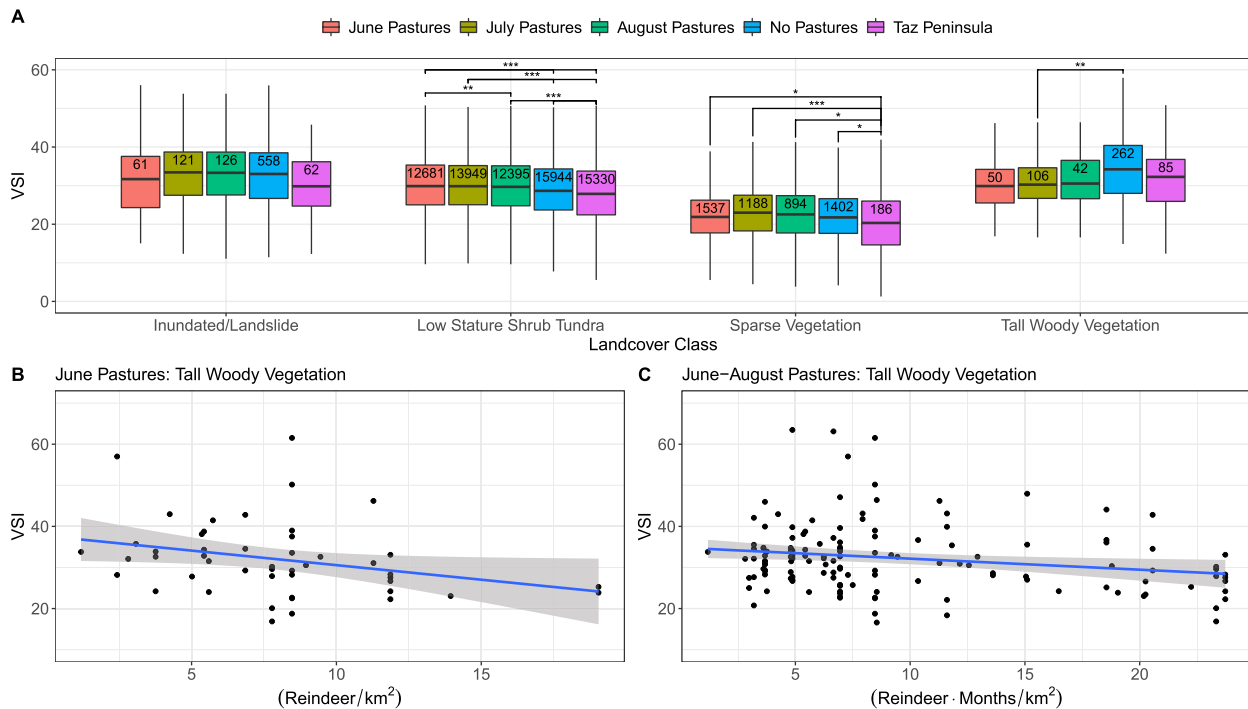 A
June Pastures July Pastures August Pastures No Pastures Taz Peninsula
VSI
60
40
20
0
*** *** ** ***
* *** * *
**
61 121 126 558 62
12681 13949 12395 15944 15330
1537 1188 894 1402 186
50 106 42 262 85
Inundated/Landslide Low Stature Shrub Tundra Sparse Vegetation Tall Woody Vegetation
Landcover Class
B June Pastures: Tall Woody Vegetation
VSI
60
40
20
5 10 15
(Reindeer/km²)
C June−August Pastures: Tall Woody Vegetation
VSI
60
40
20
5 10 15 20
(Reindeer · Months/km²)